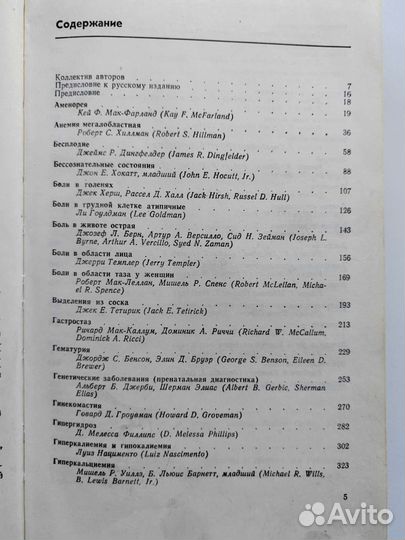 Содержание
Коллектив авторов 7
Предисловие к русскому изданию 16
Предисловие 18
Аменорея 19
Кей Ф. Мак-Фарланд (Kay F. McFarland)
Анемия мегалобластная 36
Роберт С. Хиллман (Robert S. Hillman)
Бесплодие 58
Джеймс Р. Дингфелдер (James R. Dingfelder)
Бессознательные состояния 88
Джон Е. Хокатт, младший (John E. Hocutt, Jr.)
Боли в голенях 107
Джек Херш, Рассел Д. Халл (Jack Hirsh, Russel D. Hull)
Боли в грудной клетке атипичные 126
Ли Гоулдман (Lee Goldman)
Боль в животе острая 143
Джозеф Л. Берн, Артур А. Версилло, Сид Н. Зейман (Joseph L.
Byrne, Arthur A. Vercillo, Syed N. Zaman)
Боли в области лица 156
Джерри Темплер (Jerry Templer)
Боли в области таза у женщин 169
Роберт Мак-Леллан, Мишель Р. Спенс (Robert McLellan, Micha-
el R. Spence)
Выделения из соска 193
Джек Е. Тетирик (Jack E. Tetirick)
Гастростаз 213
Ричард Мак-Каллум, Доминик А. Риччи (Richard W. McCallum,
Dominick A. Ricci)
Гематурия 229
Джордж С. Бенсон, Элин Д. Бруэр (George S. Benson, Eileen D.
Brewer)
Генетические заболевания (пренатальная диагностика) 253
Альберт Б. Джерби, Шерман Элиас (Albert B. Gerbie, Sherman
Elias)
Гинекомастия 270
Говард Д. Гроувман (Howard D. Groveman)
Гипергидроз 282
Д. Мелесса Филлипс (D. Melessa Phillips)
Гиперкалиемия и гипокалиемия 302
Луиз Нацименто (Luiz Nascimento)
Гиперкальциемия 323
Мишель Р. Уиллз, Б. Льюис Барнетт, младший (Michael R. Wills,
B. Lewis Barnett, Jr.)
5
Avito